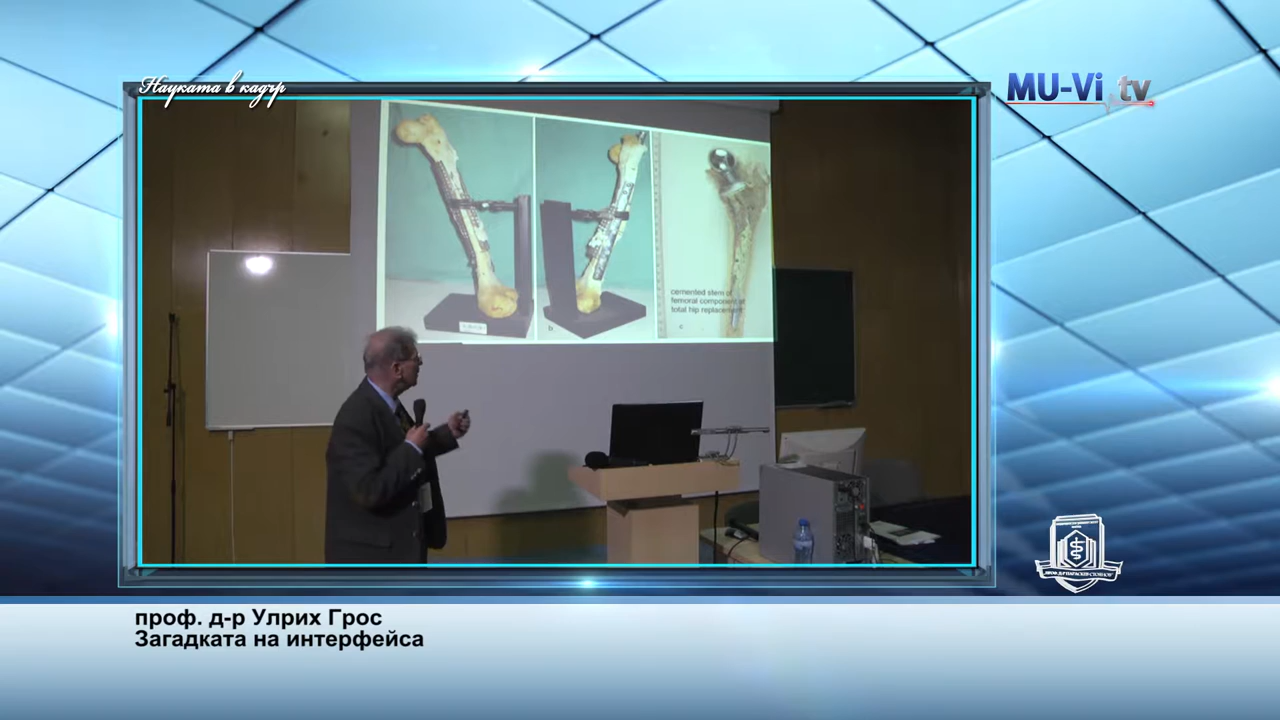 Науката в кадър
MU-Vi tv
cemented stem of
femoral component of
total hip replacement
b
c
проф. д-р Улрих Грос
Загадката на интерфейса